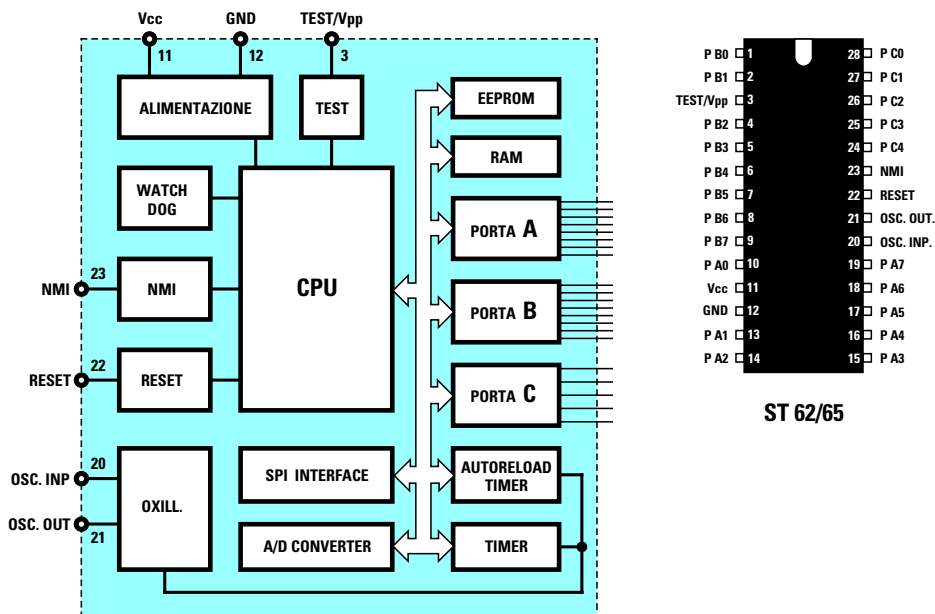 Vcc
GND
TEST/Vpp
11
12
3
ALIMENTAZIONE
TEST
EEPROM
RAM
WATCH
DOG
PORTA A
23
NMI
NMI
CPU
PORTA B
22
RESET
RESET
PORTA C
20
OSC. INP
OXILL.
OSC. OUT
21
SPI INTERFACE
AUTORELOAD
TIMER
A/D CONVERTER
TIMER
P B0 1 28 P C0
P B1 2 27 P C1
TEST/Vpp 3 26 P C2
P B2 4 25 P C3
P B3 5 24 P C4
P B4 6 23 NMI
P B5 7 22 RESET
P B6 8 21 OSC. OUT.
P B7 9 20 OSC. INP.
P A0 10 19 P A7
Vcc 11 18 P A6
GND 12 17 P A5
P A1 13 16 P A4
P A2 14 15 P A3
ST 62/65